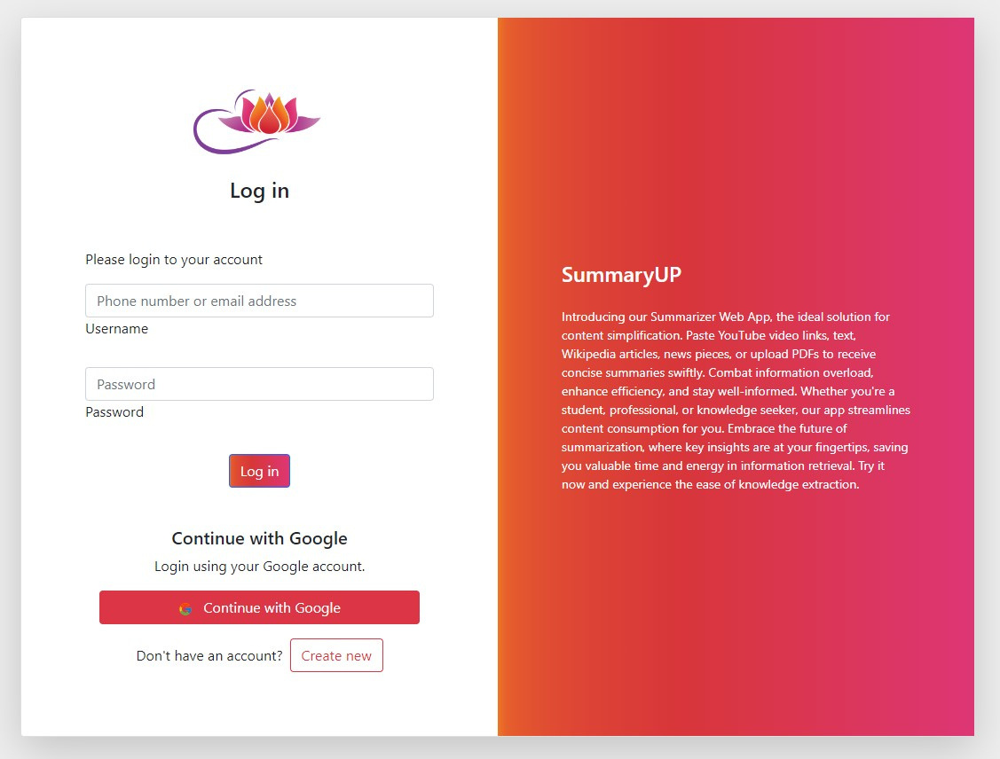 Log in
Please login to your account
Phone number or email address
Username
Password
Password
Log in
Continue with Google
Login using your Google account.
Continue with Google
Don't have an account? Create new
SummaryUP
Introducing our Summarizer Web App, the ideal solution for
content simplification. Paste YouTube video links, text,
Wikipedia articles, news pieces, or upload PDFs to receive
concise summaries swiftly. Combat information overload,
enhance efficiency, and stay well-informed. Whether you're a
student, professional, or knowledge seeker, our app streamlines
content consumption for you. Embrace the future of
summarization, where key insights are at your fingertips, saving
you valuable time and energy in information retrieval. Try it
now and experience the ease of knowledge extraction.